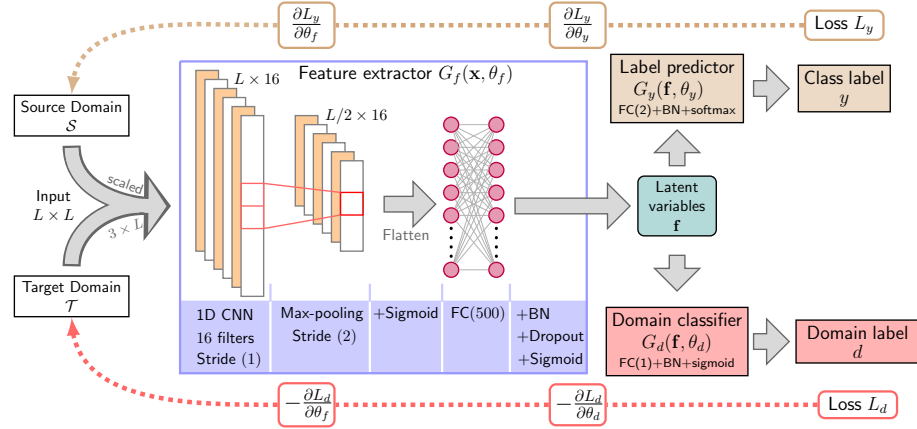 ∂L_y/∂θ_f
∂L_y/∂θ_y
Loss L_y
Source Domain
𝒮
Input
L × L
scaled
3 × L
Target Domain
𝒯
Feature extractor G_f(x, θ_f)
L × 16
L/2 × 16
Flatten
1D CNN
16 filters
Stride (1)
Max-pooling
Stride (2)
+Sigmoid
FC(500)
+BN
+Dropout
+Sigmoid
Label predictor
G_y(f, θ_y)
FC(2)+BN+softmax
Class label
y
Latent
variables
f
Domain classifier
G_d(f, θ_d)
FC(1)+BN+sigmoid
Domain label
d
−∂L_d/∂θ_f
−∂L_d/∂θ_d
Loss L_d